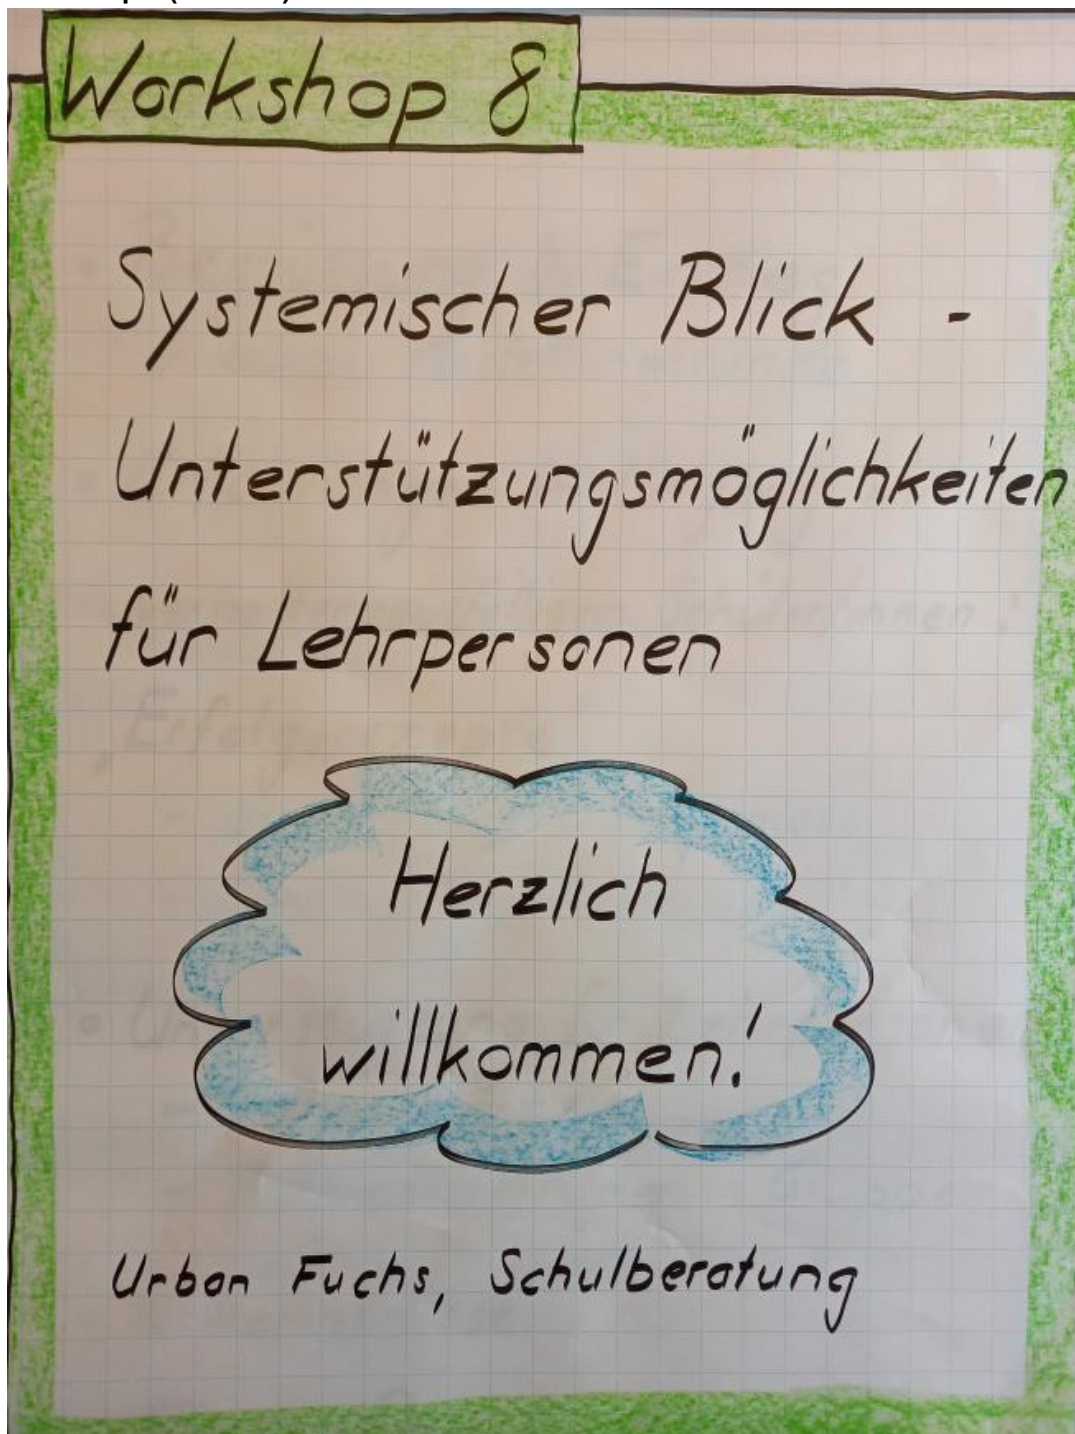 Workshop 8
Systemischer Blick -
Unterstützungsmöglichkeiten
für Lehrpersonen
Herzlich
willkommen!
Urban Fuchs, Schulberatung